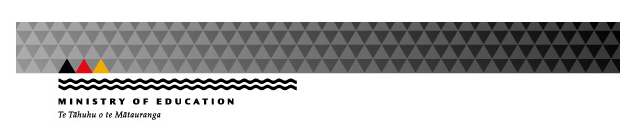 MINISTRY OF EDUCATION
Te Tāhuhu o te Mātauranga